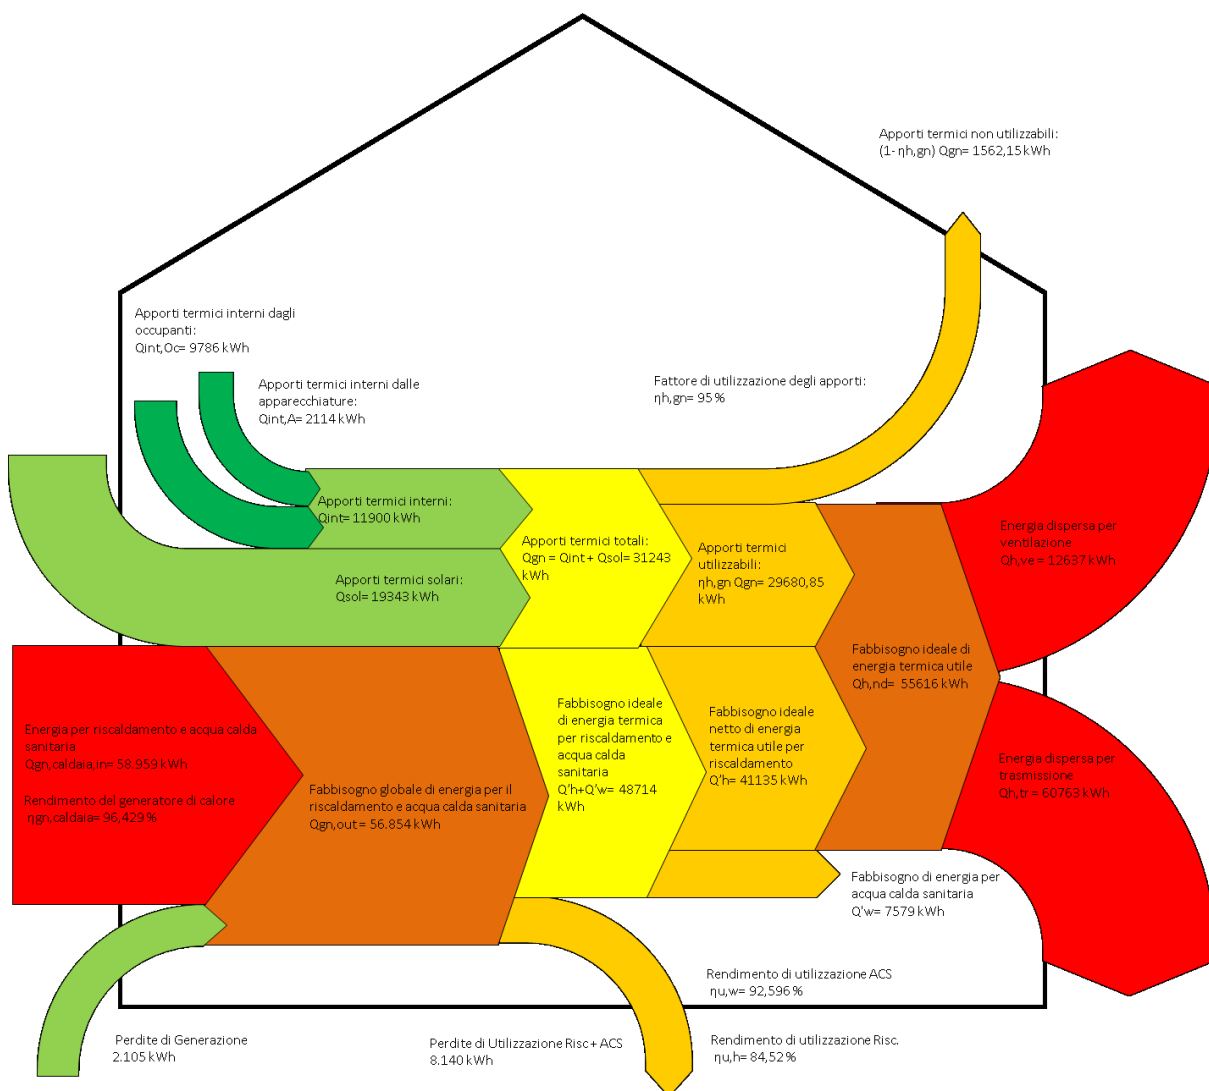 Apporti termici non utilizzabili:
(1- ηh,gn) Qgn= 1562,15 kWh
Apporti termici interni dagli
occupanti:
Qint,Oc= 9786 kWh
Apporti termici interni dalle
apparecchiature:
Qint,A= 2114 kWh
Fattore di utilizzazione degli apporti:
ηh,gn= 95 %
Apporti termici interni:
Qint= 11900 kWh
Apporti termici solari:
Qsol= 19343 kWh
Apporti termici totali:
Qgn = Qint + Qsol= 31243
kWh
Apporti termici
utilizzabili:
ηh,gn Qgn= 29680,85
kWh
Energia dispersa per
ventilazione
Qh,ve = 12637 kWh
Fabbisogno ideale di
energia termica utile
Qh,nd= 55616 kWh
Energia per riscaldamento e acqua calda
sanitaria
Qgn,caldaia,in= 58.959 kWh
Rendimento del generatore di calore
ηgn,caldaia= 96,429 %
Fabbisogno globale di energia per il
riscaldamento e acqua calda sanitaria
Qgn,out = 56.854 kWh
Fabbisogno ideale
di energia termica
per riscaldamento e
acqua calda
sanitaria
Q'h+Q'w= 48714
kWh
Fabbisogno ideale
netto di energia
termica utile per
riscaldamento
Q'h= 41135 kWh
Energia dispersa per
trasmissione
Qh,tr = 60763 kWh
Fabbisogno di energia per
acqua calda sanitaria
Q'w= 7579 kWh
Rendimento di utilizzazione ACS
ηu,w= 92,596 %
Perdite di Generazione
2.105 kWh
Perdite di Utilizzazione Risc + ACS
8.140 kWh
Rendimento di utilizzazione Risc.
ηu,h= 84,52 %